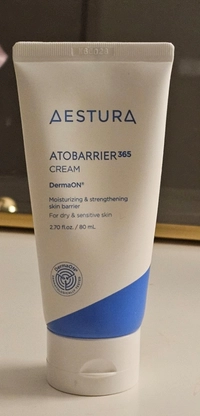 AESTURA
ATOBARRIER365
CREAM
DermaON®
Moisturizing & strengthening
skin barrier
For dry & sensitive skin
2.70 fl.oz. / 80 mL